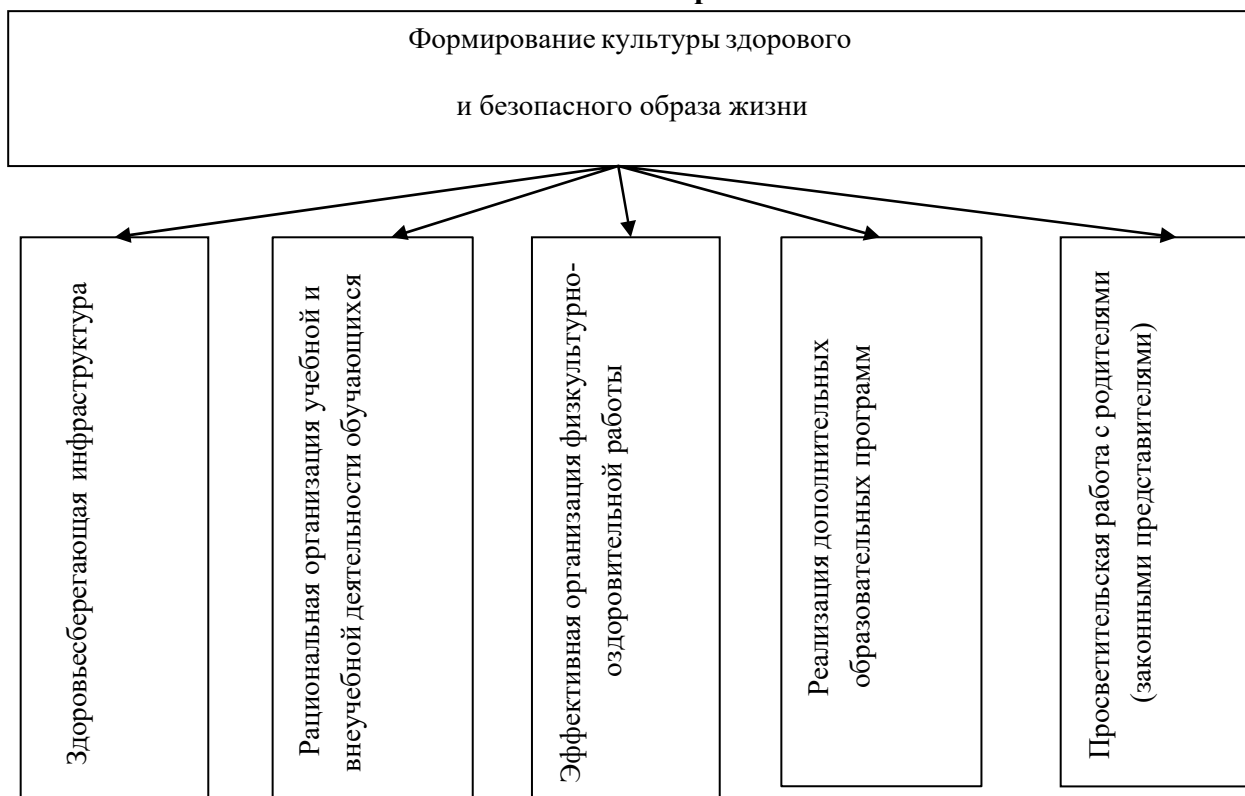 Формирование культуры здорового
и безопасного образа жизни
Здоровьесберегающая инфраструктура
Рациональная организация учебной и
внеучебной деятельности обучающихся
Эффективная организация физкультурно-
оздоровительной работы
Реализация дополнительных
образовательных программ
Просветительская работа с родителями
(законными представителями)